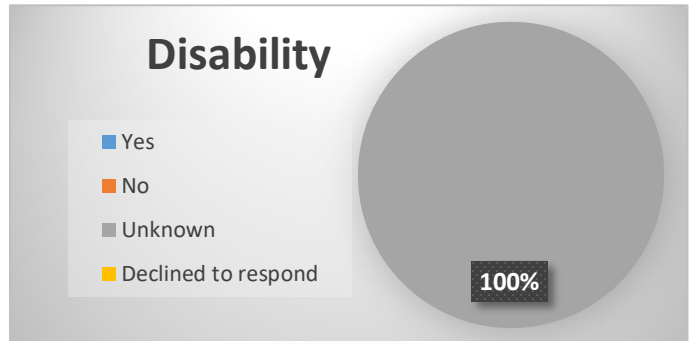 Disability
Yes
No
Unknown
Declined to respond
100%